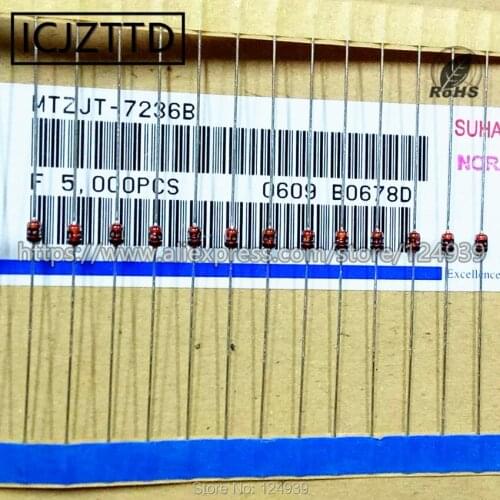 ICJZTTD
RoHS
MTZJT-7236B
SUHA
NOR
F 5,000PCS 0609 B0678D
https://www.aliexpress.com/store/124939
Excellence
Store No: 124939